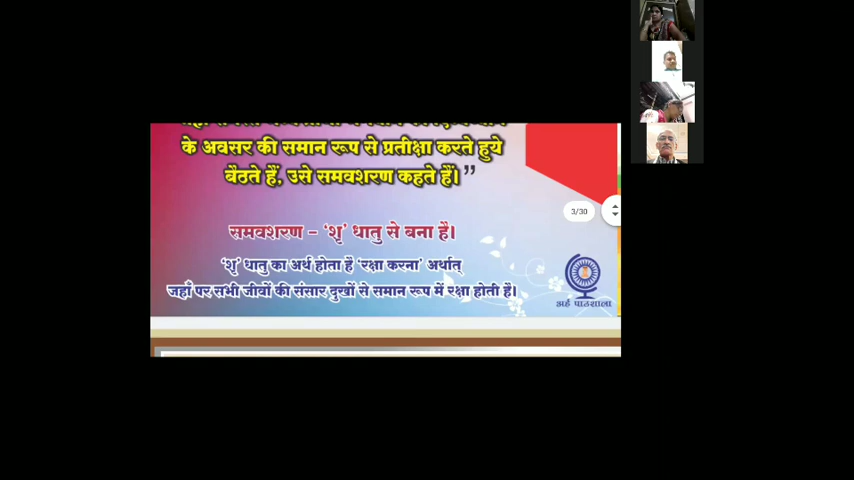 के अवसर की समान रूप से प्रतीक्षा करते हुये
बैठते हैं, उसे समवशरण कहते हैं।”
3/30
समवशरण – ‘शृ’ धातु से बना है।
‘शृ’ धातु का अर्थ होता है ‘रक्षा करना’ अर्थात्
जहाँ पर सभी जीवों की संसार दुखों से समान रूप में रक्षा होती है।
अर्हं पाठशाला